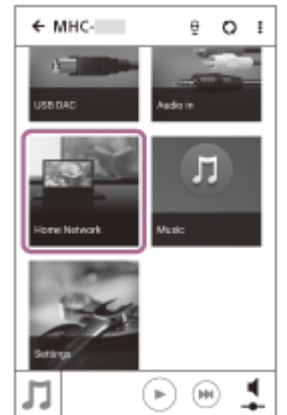 ← MHC-
USB DAC
Audio in
Home Network
Music
Settings